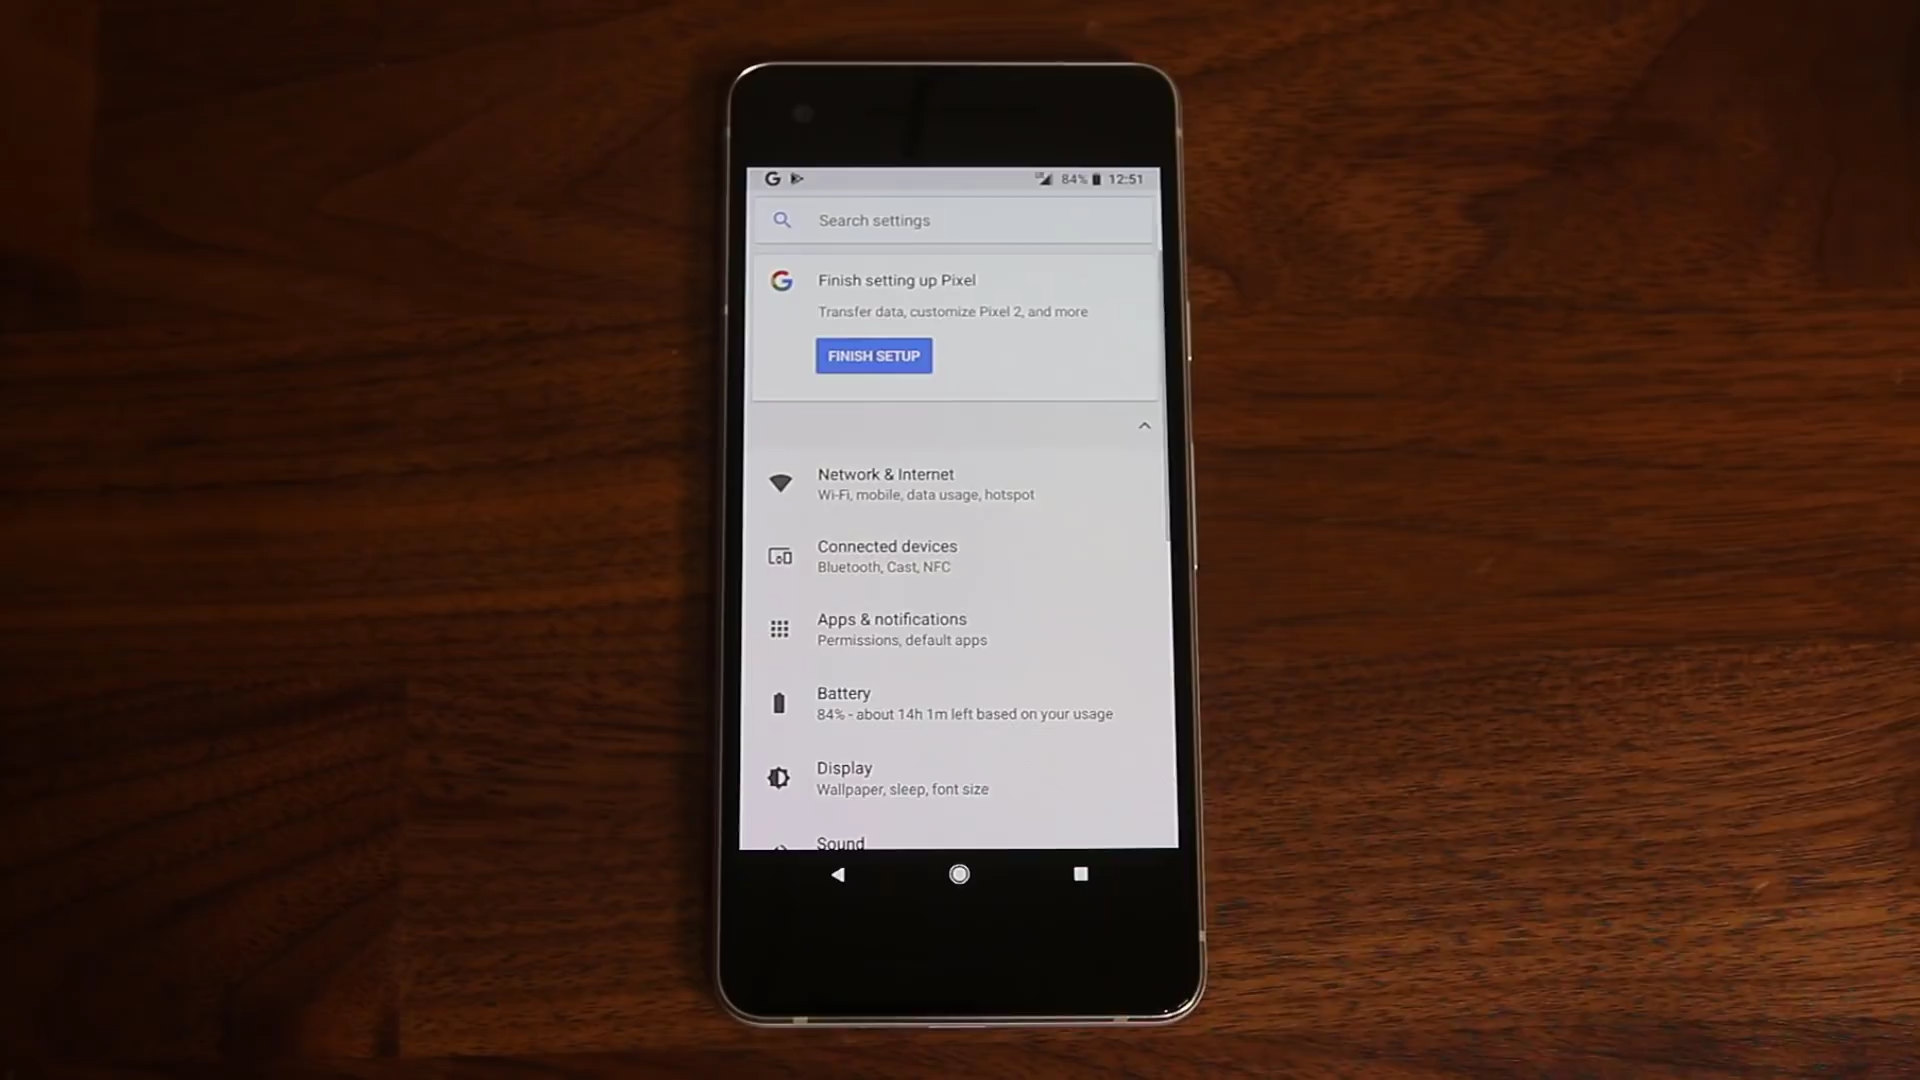 84% 12:51
Search settings
Finish setting up Pixel
Transfer data, customize Pixel 2, and more
FINISH SETUP
Network & Internet
Wi-Fi, mobile, data usage, hotspot
Connected devices
Bluetooth, Cast, NFC
Apps & notifications
Permissions, default apps
Battery
84% - about 14h 1m left based on your usage
Display
Wallpaper, sleep, font size
Sound